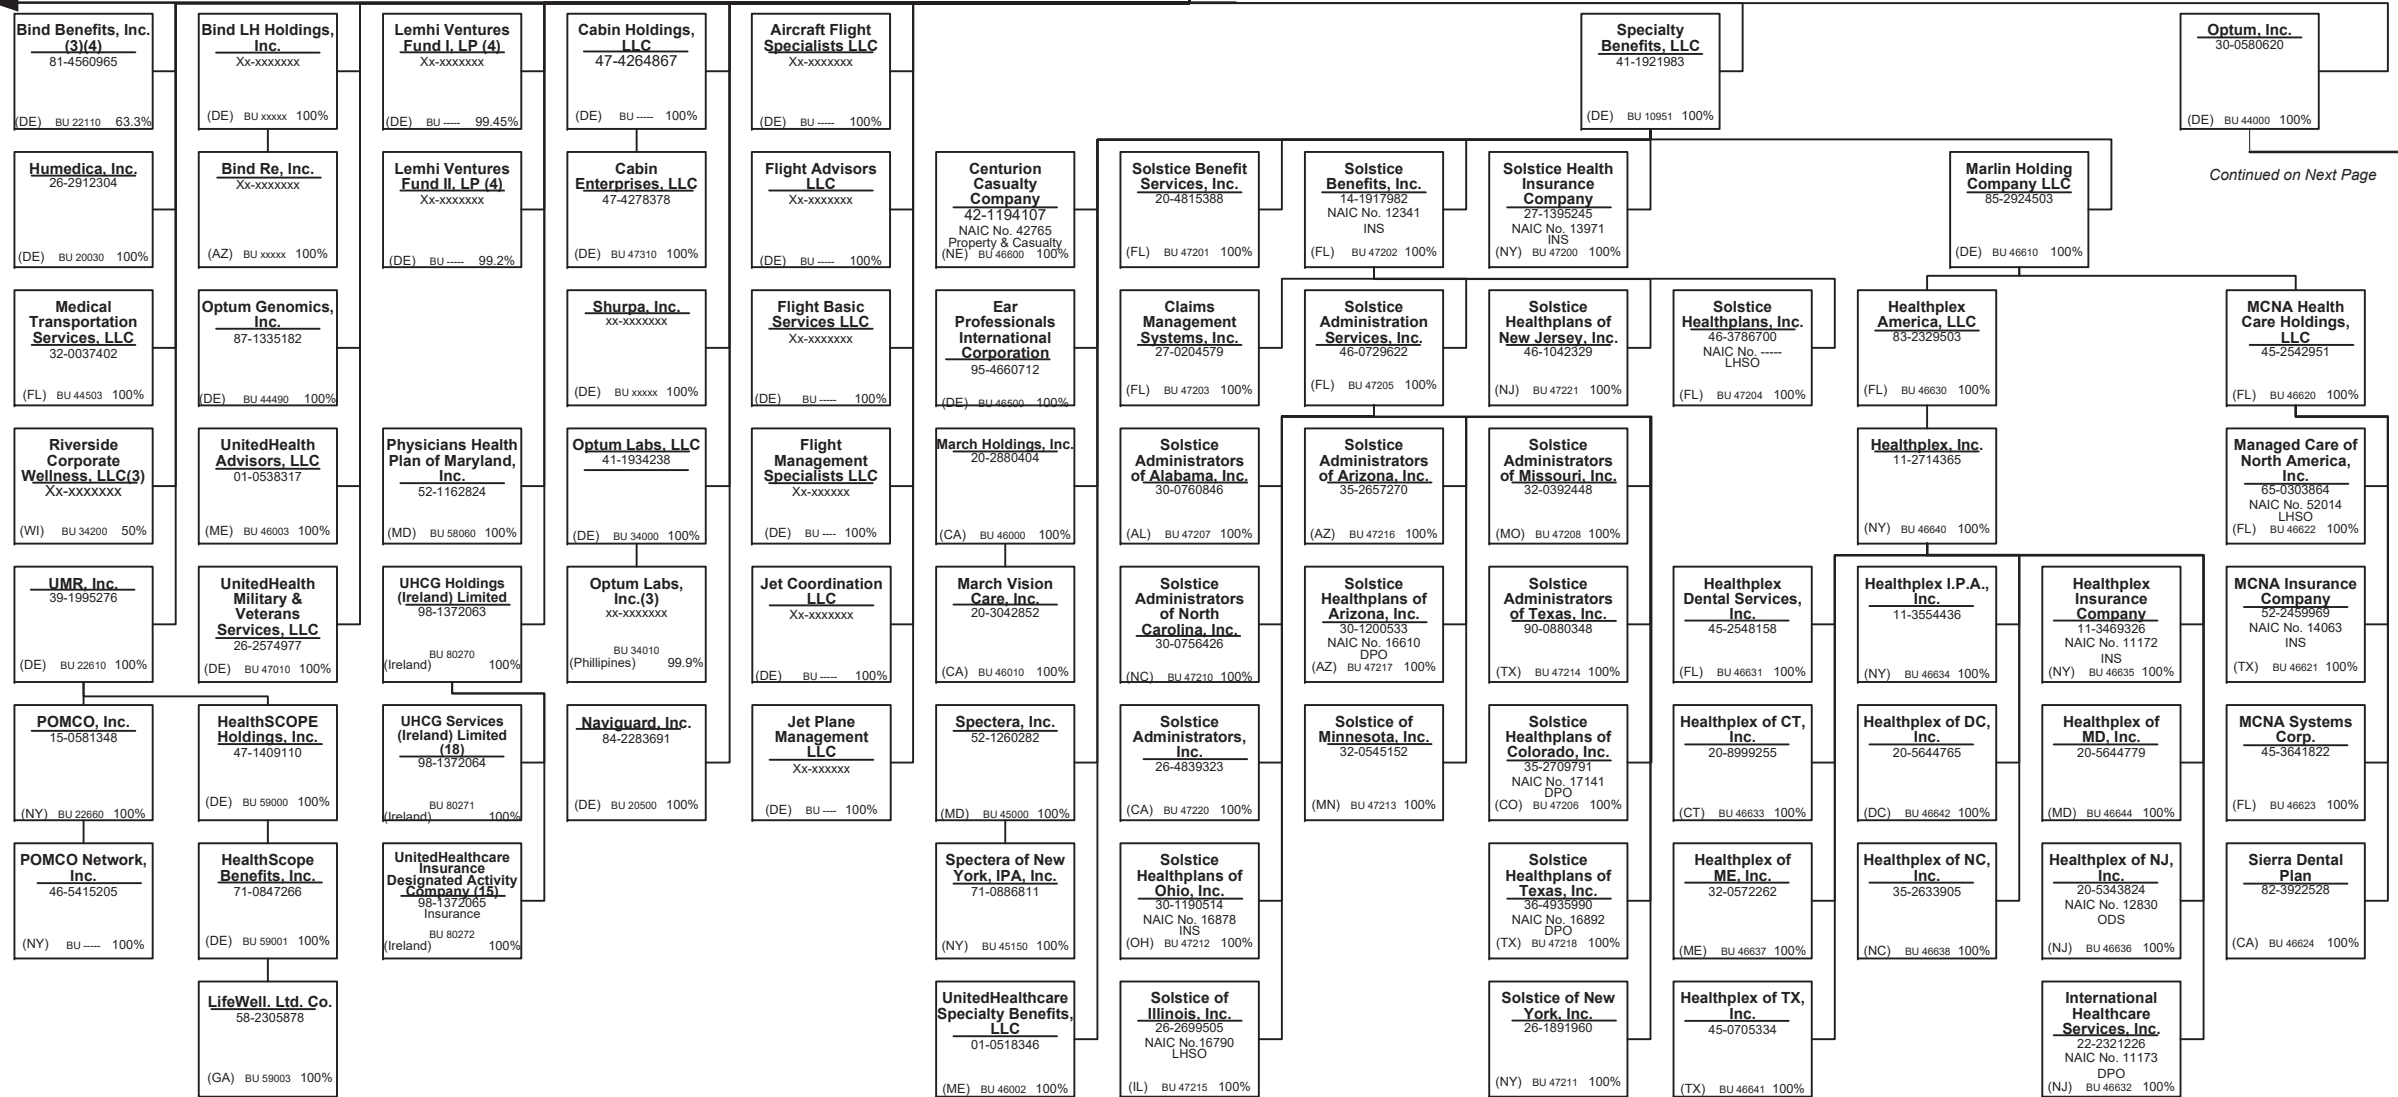 Bind Benefits, Inc.
(3)(4)
81-4560965
(DE) BU 22110 63.3%
Bind LH Holdings,
Inc.
Xx-xxxxxxx
(DE) BU xxxxx 100%
Lemhi Ventures
Fund I, LP (4)
Xx-xxxxxxx
(DE) BU ----- 99.45%
Cabin Holdings,
LLC
47-4264867
(DE) BU ----- 100%
Aircraft Flight
Specialists LLC
Xx-xxxxxxx
(DE) BU ----- 100%
Specialty
Benefits, LLC
41-1921983
(DE) BU 10951 100%
Optum, Inc.
30-0580620
(DE) BU 44000 100%
Humedica, Inc.
26-2912304
(DE) BU 20030 100%
Bind Re, Inc.
Xx-xxxxxxx
(AZ) BU xxxxx 100%
Lemhi Ventures
Fund II, LP (4)
Xx-xxxxxxx
(DE) BU ----- 99.2%
Cabin
Enterprises, LLC
47-4278378
(DE) BU 47310 100%
Flight Advisors
LLC
Xx-xxxxxxx
(DE) BU ----- 100%
Centurion
Casualty
Company
42-1194107
NAIC No. 42765
Property & Casualty
(NE) BU 46600 100%
Solstice Benefit
Services, Inc.
20-4815388
(FL) BU 47201 100%
Solstice
Benefits, Inc.
14-1917982
NAIC No. 12341
INS
(FL) BU 47202 100%
Solstice Health
Insurance
Company
27-1395245
NAIC No. 13971
INS
(NY) BU 47200 100%
Marlin Holding
Company LLC
85-2924503
(DE) BU 46610 100%
Continued on Next Page
Medical
Transportation
Services, LLC
32-0037402
(FL) BU 44503 100%
Optum Genomics,
Inc.
87-1335182
(DE) BU 44490 100%
Shurpa, Inc.
xx-xxxxxxx
(DE) BU xxxxx 100%
Flight Basic
Services LLC
Xx-xxxxxxx
(DE) BU ----- 100%
Ear
Professionals
International
Corporation
95-4660712
(DE) BU 46500 100%
Claims
Management
Systems, Inc.
27-0204579
(FL) BU 47203 100%
Solstice
Administration
Services, Inc.
46-0729622
(FL) BU 47205 100%
Solstice
Healthplans of
New Jersey, Inc.
46-1042329
(NJ) BU 47221 100%
Solstice
Healthplans, Inc.
46-3786700
NAIC No. -----
LHSO
(FL) BU 47204 100%
Healthplex
America, LLC
83-2329503
(FL) BU 46630 100%
MCNA Health
Care Holdings,
LLC
45-2542951
(FL) BU 46620 100%
Riverside
Corporate
Wellness, LLC(3)
Xx-xxxxxxx
(WI) BU 34200 50%
UnitedHealth
Advisors, LLC
01-0538317
(ME) BU 46003 100%
Physicians Health
Plan of Maryland,
Inc.
52-1162824
(MD) BU 58060 100%
Optum Labs, LLC
41-1934238
(DE) BU 34000 100%
Flight
Management
Specialists LLC
Xx-xxxxxx
(DE) BU ---- 100%
March Holdings, Inc.
20-2880404
(CA) BU 46000 100%
Solstice
Administrators
of Alabama, Inc.
30-0760846
(AL) BU 47207 100%
Solstice
Administrators
of Arizona, Inc.
35-2657270
(AZ) BU 47216 100%
Solstice
Administrators
of Missouri, Inc.
32-0392448
(MO) BU 47208 100%
Healthplex, Inc.
11-2714365
(NY) BU 46640 100%
Managed Care of
North America,
Inc.
65-0303864
NAIC No. 52014
LHSO
(FL) BU 46622 100%
UMR, Inc.
39-1995276
(DE) BU 22610 100%
UnitedHealth
Military &
Veterans
Services, LLC
26-2574977
(DE) BU 47010 100%
UHCG Holdings
(Ireland) Limited
98-1372063
BU 80270
(Ireland) 100%
Optum Labs,
Inc.(3)
xx-xxxxxxx
BU 34010
(Phillipines) 99.9%
Jet Coordination
LLC
Xx-xxxxxxx
(DE) BU ----- 100%
March Vision
Care, Inc.
20-3042852
(CA) BU 46010 100%
Solstice
Administrators
of North
Carolina, Inc.
30-0756426
(NC) BU 47210 100%
Solstice
Healthplans of
Arizona, Inc.
30-1200533
NAIC No. 16610
DPO
(AZ) BU 47217 100%
Solstice
Administrators
of Texas, Inc.
90-0880348
(TX) BU 47214 100%
Healthplex
Dental Services,
Inc.
45-2548158
(FL) BU 46631 100%
Healthplex I.P.A.,
Inc.
11-3554436
(NY) BU 46634 100%
Healthplex
Insurance
Company
11-3469326
NAIC No. 11172
INS
(NY) BU 46635 100%
MCNA Insurance
Company
52-2459969
NAIC No. 14063
INS
(TX) BU 46621 100%
POMCO, Inc.
15-0581348
(NY) BU 22660 100%
HealthSCOPE
Holdings, Inc.
47-1409110
(DE) BU 59000 100%
UHCG Services
(Ireland) Limited
(18)
98-1372064
BU 80271
(Ireland) 100%
Naviguard, Inc.
84-2283691
(DE) BU 20500 100%
Jet Plane
Management
LLC
Xx-xxxxxx
(DE) BU ---- 100%
Spectera, Inc.
52-1260282
(MD) BU 45000 100%
Solstice
Administrators,
Inc.
26-4839323
(CA) BU 47220 100%
Solstice of
Minnesota, Inc.
32-0545152
(MN) BU 47213 100%
Solstice
Healthplans of
Colorado, Inc.
35-2709791
NAIC No. 17141
DPO
(CO) BU 47206 100%
Healthplex of CT,
Inc.
20-8999255
(CT) BU 46633 100%
Healthplex of DC,
Inc.
20-5644765
(DC) BU 46642 100%
Healthplex of
MD, Inc.
20-5644779
(MD) BU 46644 100%
MCNA Systems
Corp.
45-3641822
(FL) BU 46623 100%
POMCO Network,
Inc.
46-5415205
(NY) BU ----- 100%
HealthScope
Benefits, Inc.
71-0847266
(DE) BU 59001 100%
UnitedHealthcare
Insurance
Designated Activity
Company (15)
98-1372065
Insurance
BU 80272
(Ireland) 100%
Spectera of New
York, IPA, Inc.
71-0886811
(NY) BU 45150 100%
Solstice
Healthplans of
Ohio, Inc.
30-1190514
NAIC No. 16878
INS
(OH) BU 47212 100%
Solstice
Healthplans of
Texas, Inc.
36-4935990
NAIC No. 16892
DPO
(TX) BU 47218 100%
Healthplex of
ME, Inc.
32-0572262
(ME) BU 46637 100%
Healthplex of NC,
Inc.
35-2633905
(NC) BU 46638 100%
Healthplex of NJ,
Inc.
20-5343824
NAIC No. 12830
ODS
(NJ) BU 46636 100%
Sierra Dental
Plan
82-3922528
(CA) BU 46624 100%
LifeWell. Ltd. Co.
58-2305878
(GA) BU 59003 100%
UnitedHealthcare
Specialty Benefits,
LLC
01-0518346
(ME) BU 46002 100%
Solstice of
Illinois, Inc.
26-2699505
NAIC No.16790
LHSO
(IL) BU 47215 100%
Solstice of New
York, Inc.
26-1891960
(NY) BU 47211 100%
Healthplex of TX,
Inc.
45-0705334
(TX) BU 46641 100%
International
Healthcare
Services, Inc.
22-2321226
NAIC No. 11173
DPO
(NJ) BU 46632 100%